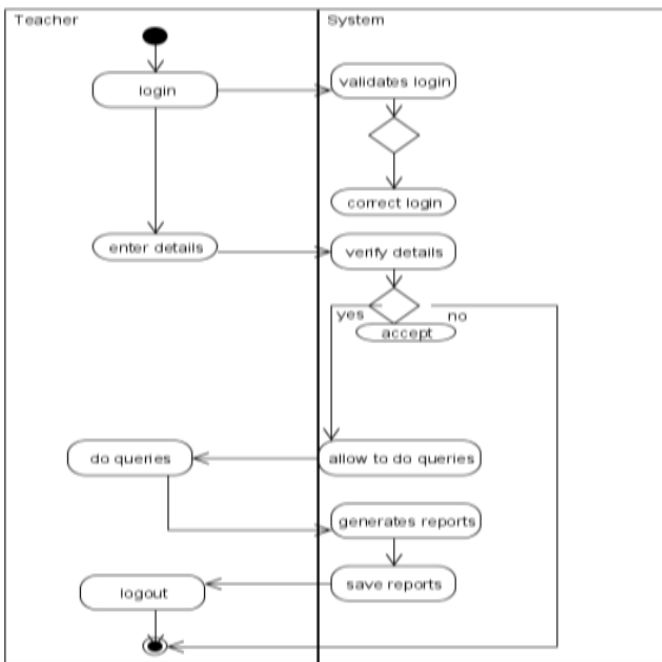 Teacher
System
login
validates login
correct login
enter details
verify details
yes
no
accept
do queries
allow to do queries
generates reports
save reports
logout